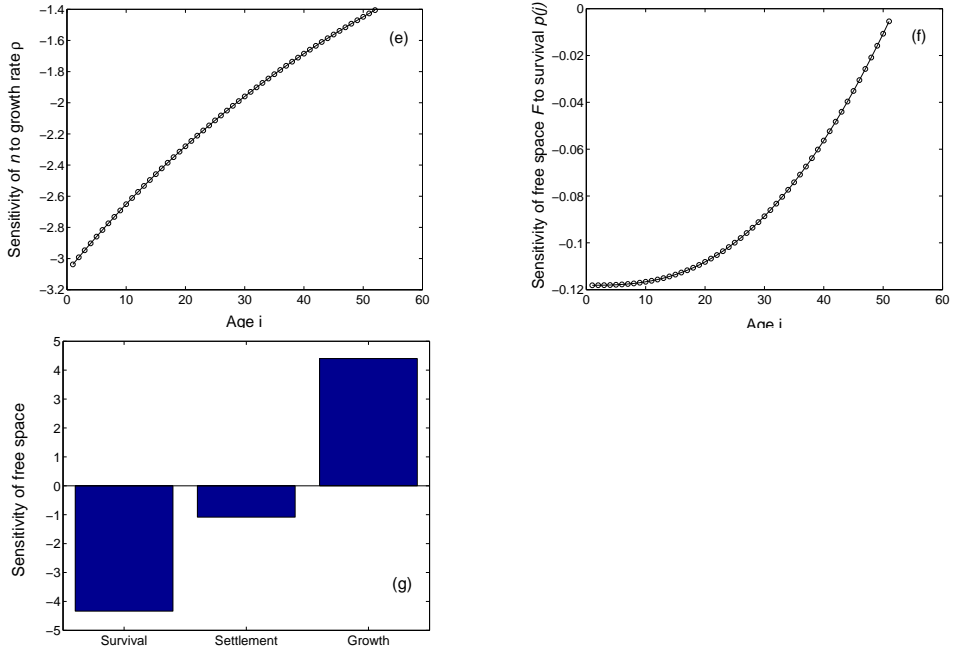 Sensitivity of n to growth rate ρ
−1.4
−1.6
−1.8
−2
−2.2
−2.4
−2.6
−2.8
−3
−3.2
(e)
0 10 20 30 40 50 60
Age i
Sensitivity of free space F to survival p(j)
0
−0.02
−0.04
−0.06
−0.08
−0.1
−0.12
(f)
0 10 20 30 40 50 60
Age i
Sensitivity of free space
5
4
3
2
1
0
−1
−2
−3
−4
−5
(g)
Survival Settlement Growth